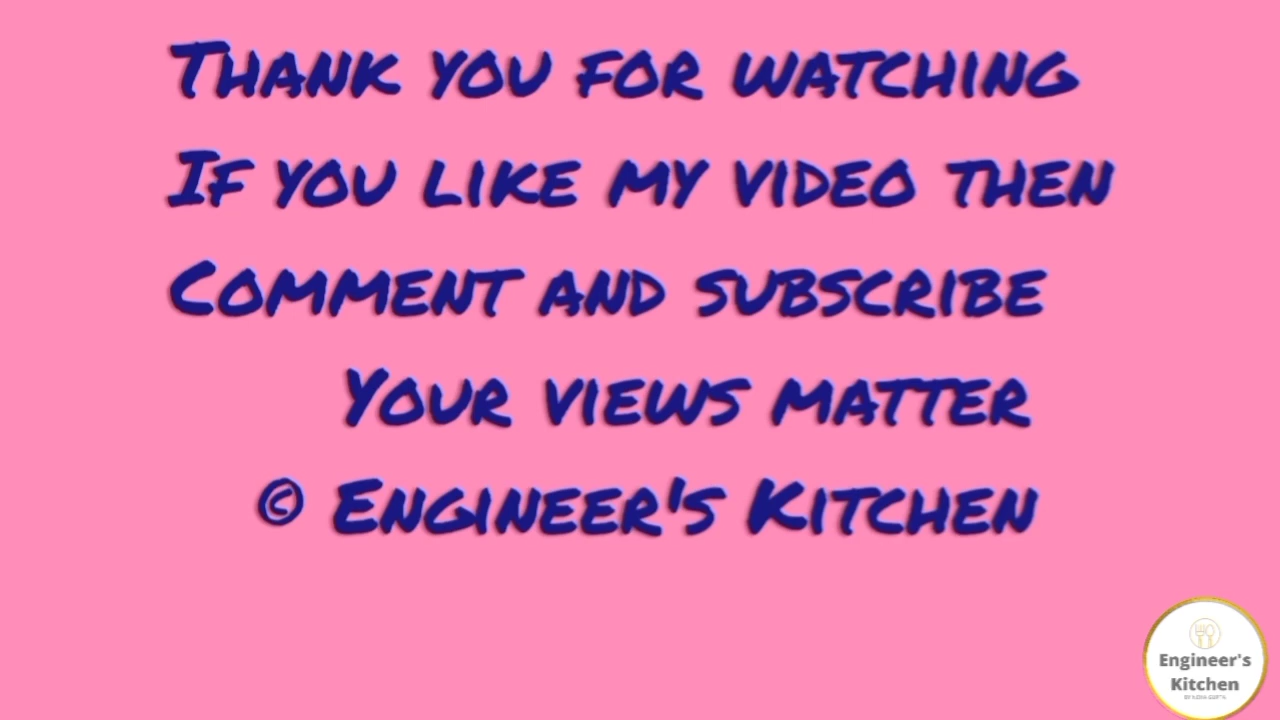 Thank you for watching
If you like my video then
Comment and subscribe
Your views matter
© Engineer's Kitchen
Engineer's
Kitchen